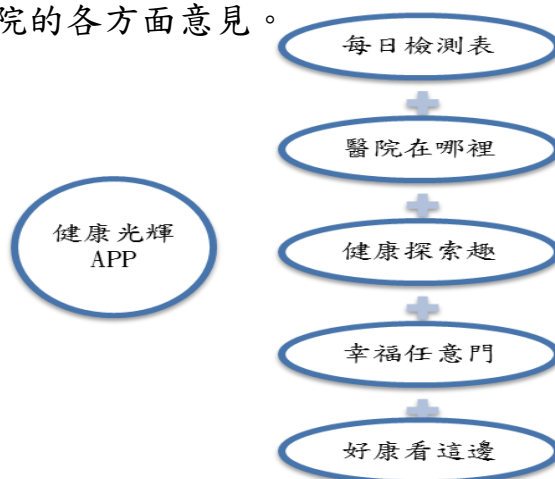 院的各方面意見。
每日檢測表
醫院在哪裡
健康光輝
APP
健康探索趣
幸福任意門
好康看這邊